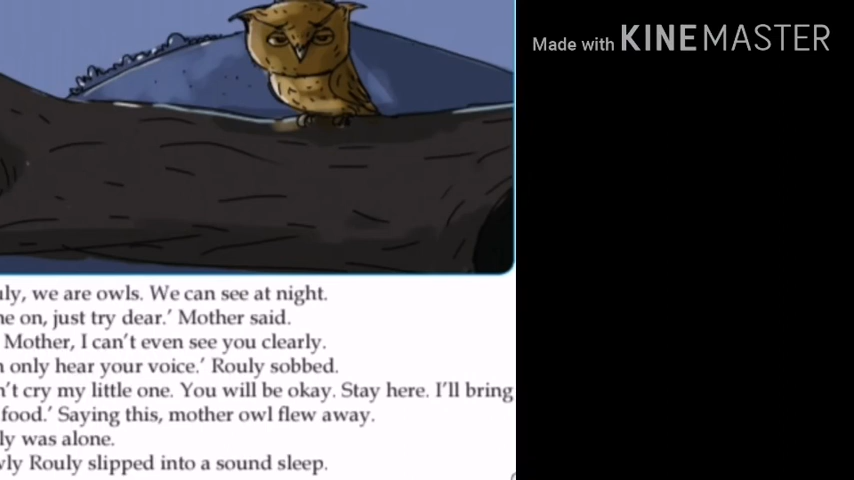 Made with KINEMASTER
uly, we are owls. We can see at night.
ne on, just try dear.' Mother said.
Mother, I can't even see you clearly.
n only hear your voice.' Rouly sobbed.
n't cry my little one. You will be okay. Stay here. I'll bring
food.' Saying this, mother owl flew away.
ly was alone.
wly Rouly slipped into a sound sleep.